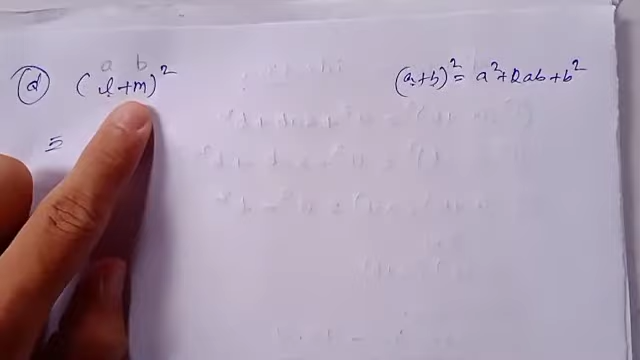 a b
(d) (l+m)² (a+b)² = a²+2ab+b²
=